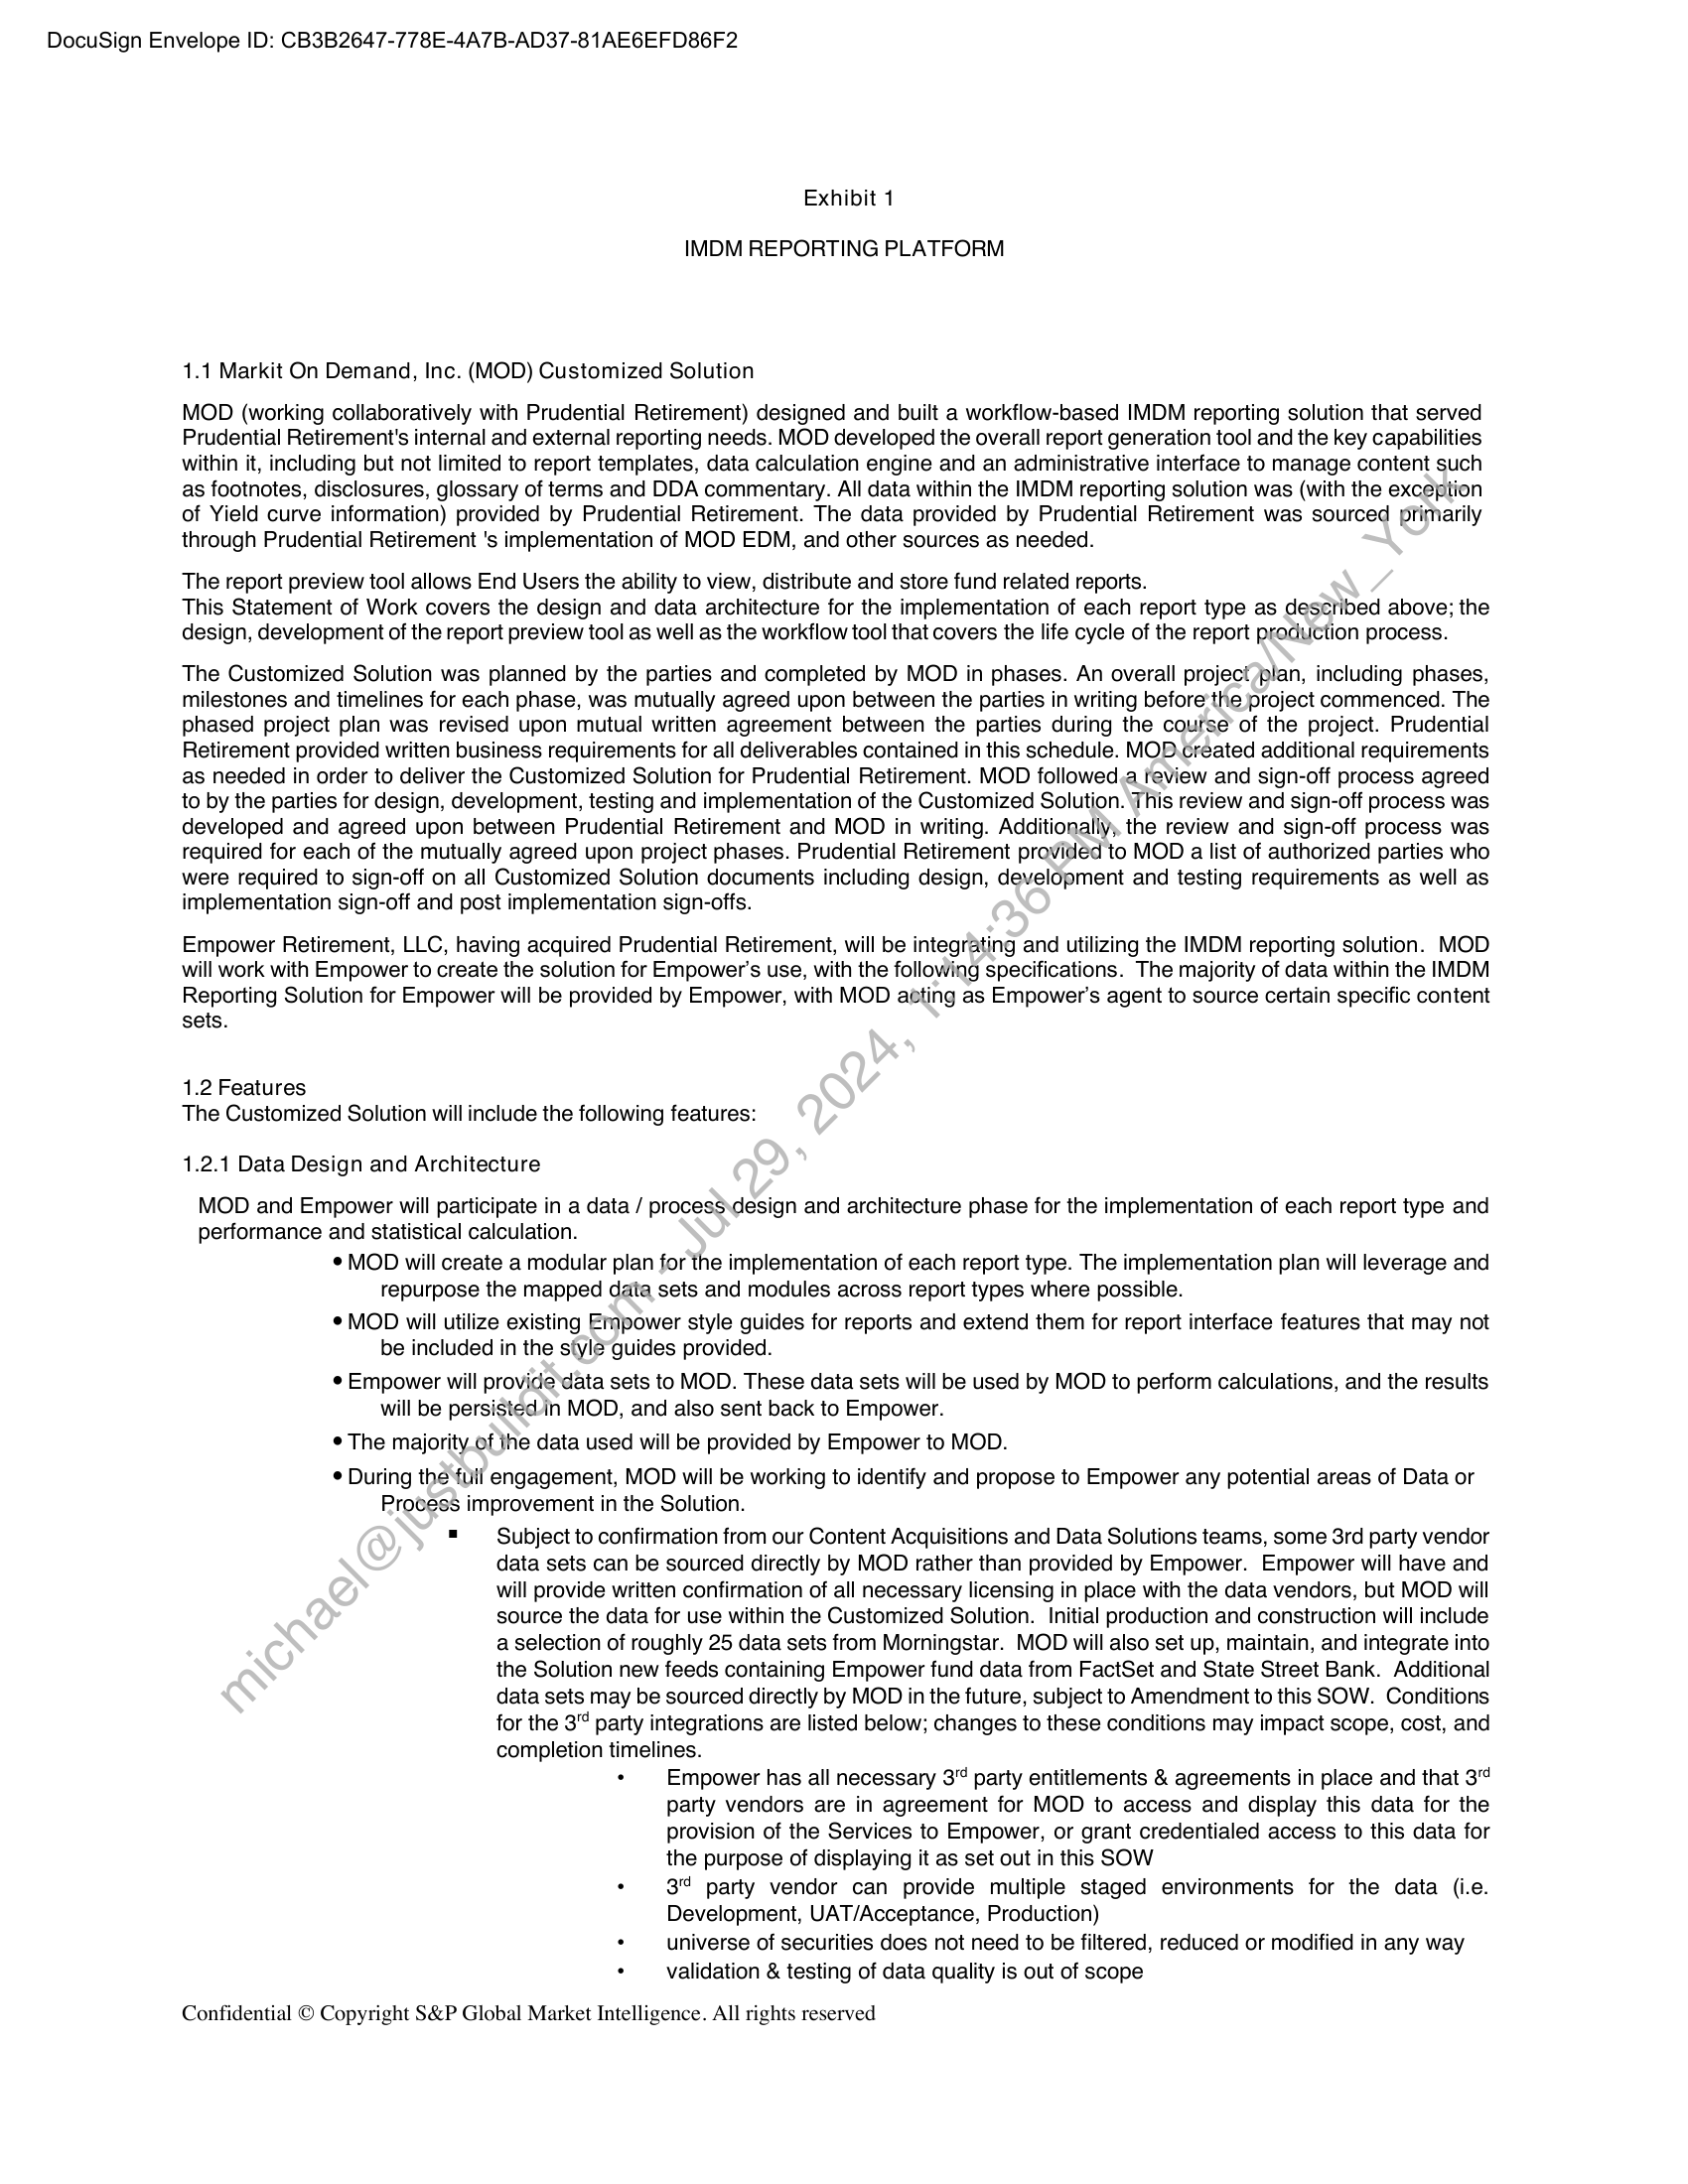 DocuSign Envelope ID: CB3B2647-778E-4A7B-AD37-81AE6EFD86F2
Exhibit 1
IMDM REPORTING PLATFORM
1.1 Markit On Demand, Inc. (MOD) Customized Solution
MOD (working collaboratively with Prudential Retirement) designed and built a workflow-based IMDM reporting solution that served
Prudential Retirement's internal and external reporting needs. MOD developed the overall report generation tool and the key capabilities
within it, including but not limited to report templates, data calculation engine and an administrative interface to manage content such
as footnotes, disclosures, glossary of terms and DDA commentary. All data within the IMDM reporting solution was (with the exception
of Yield curve information) provided by Prudential Retirement. The data provided by Prudential Retirement was sourced primarily
through Prudential Retirement 's implementation of MOD EDM, and other sources as needed.
The report preview tool allows End Users the ability to view, distribute and store fund related reports.
This Statement of Work covers the design and data architecture for the implementation of each report type as described above; the
design, development of the report preview tool as well as the workflow tool that covers the life cycle of the report production process.
The Customized Solution was planned by the parties and completed by MOD in phases. An overall project plan, including phases,
milestones and timelines for each phase, was mutually agreed upon between the parties in writing before the project commenced. The
phased project plan was revised upon mutual written agreement between the parties during the course of the project. Prudential
Retirement provided written business requirements for all deliverables contained in this schedule. MOD created additional requirements
as needed in order to deliver the Customized Solution for Prudential Retirement. MOD followed a review and sign-off process agreed
to by the parties for design, development, testing and implementation of the Customized Solution. This review and sign-off process was
developed and agreed upon between Prudential Retirement and MOD in writing. Additionally, the review and sign-off process was
required for each of the mutually agreed upon project phases. Prudential Retirement provided to MOD a list of authorized parties who
were required to sign-off on all Customized Solution documents including design, development and testing requirements as well as
implementation sign-off and post implementation sign-offs.
Empower Retirement, LLC, having acquired Prudential Retirement, will be integrating and utilizing the IMDM reporting solution. MOD
will work with Empower to create the solution for Empower’s use, with the following specifications. The majority of data within the IMDM
Reporting Solution for Empower will be provided by Empower, with MOD acting as Empower’s agent to source certain specific content
sets.
1.2 Features
The Customized Solution will include the following features:
1.2.1 Data Design and Architecture
MOD and Empower will participate in a data / process design and architecture phase for the implementation of each report type and
performance and statistical calculation.
• MOD will create a modular plan for the implementation of each report type. The implementation plan will leverage and
repurpose the mapped data sets and modules across report types where possible.
• MOD will utilize existing Empower style guides for reports and extend them for report interface features that may not
be included in the style guides provided.
• Empower will provide data sets to MOD. These data sets will be used by MOD to perform calculations, and the results
will be persisted in MOD, and also sent back to Empower.
• The majority of the data used will be provided by Empower to MOD.
• During the full engagement, MOD will be working to identify and propose to Empower any potential areas of Data or
Process improvement in the Solution.
▪ Subject to confirmation from our Content Acquisitions and Data Solutions teams, some 3rd party vendor
data sets can be sourced directly by MOD rather than provided by Empower. Empower will have and
will provide written confirmation of all necessary licensing in place with the data vendors, but MOD will
source the data for use within the Customized Solution. Initial production and construction will include
a selection of roughly 25 data sets from Morningstar. MOD will also set up, maintain, and integrate into
the Solution new feeds containing Empower fund data from FactSet and State Street Bank. Additional
data sets may be sourced directly by MOD in the future, subject to Amendment to this SOW. Conditions
for the 3rd party integrations are listed below; changes to these conditions may impact scope, cost, and
completion timelines.
• Empower has all necessary 3rd party entitlements & agreements in place and that 3rd
party vendors are in agreement for MOD to access and display this data for the
provision of the Services to Empower, or grant credentialed access to this data for
the purpose of displaying it as set out in this SOW
• 3rd party vendor can provide multiple staged environments for the data (i.e.
Development, UAT/Acceptance, Production)
• universe of securities does not need to be filtered, reduced or modified in any way
• validation & testing of data quality is out of scope
Confidential © Copyright S&P Global Market Intelligence. All rights reserved
michael@justbuildit.com - Jul 29, 2024, 1:14:36 PM America/New_York